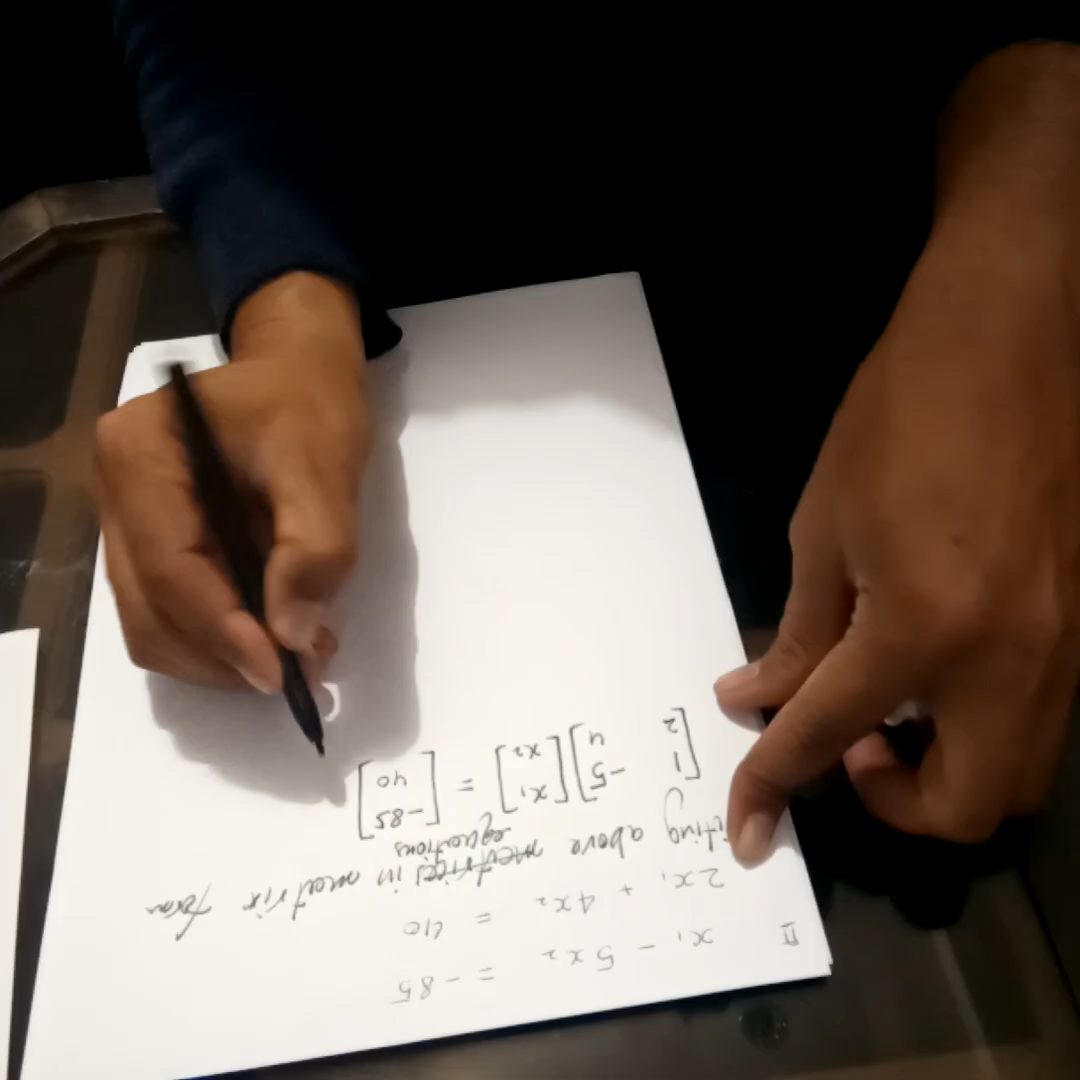 II x₁ - 5x₂ = -85
2x₁ + 4x₂ = 40
iting above matrices in matrix form
equations
[1 -5] [x₁] = [-85]
[2 4] [x₂] [40]